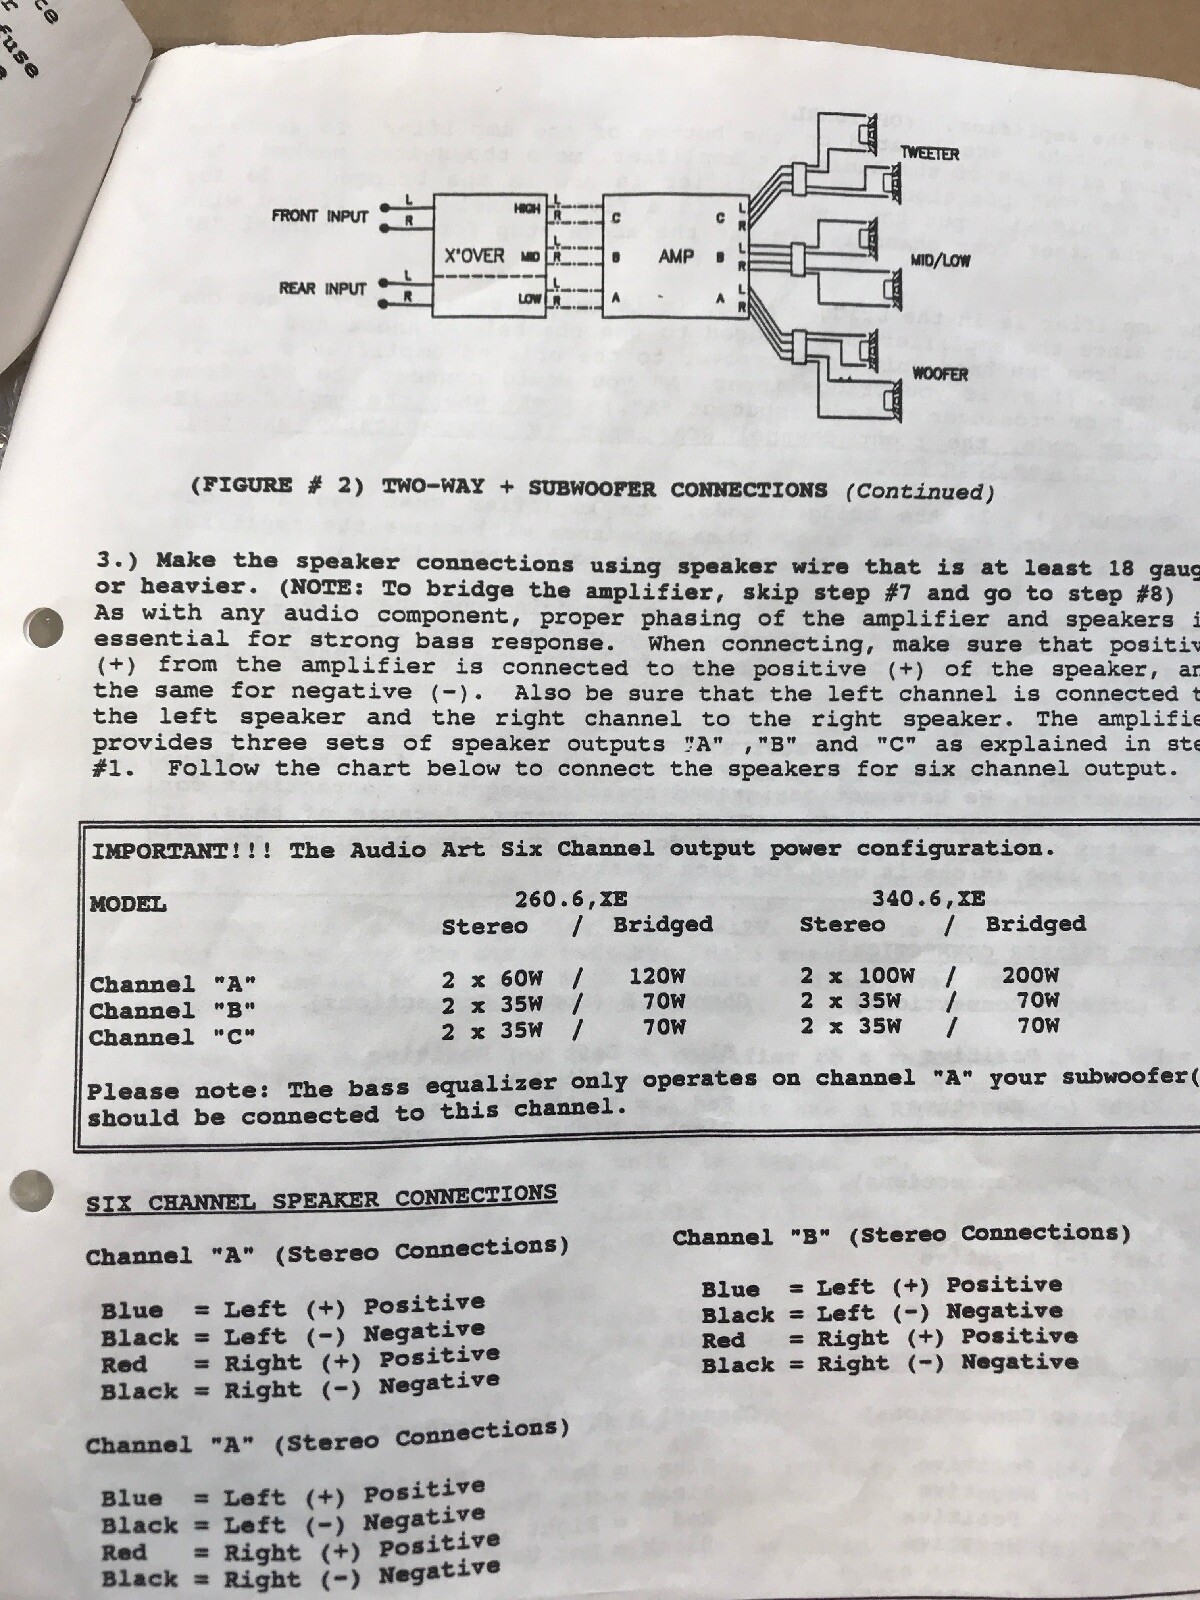 ce
fuse
L
FRONT INPUT
R
L
REAR INPUT
R
X'OVER
HIGH
MID
LOW
L
R
L
R
L
R
C
B
A
AMP
C
B
A
L
R
L
R
L
R
TWEETER
MID/LOW
WOOFER
(FIGURE # 2) TWO-WAY + SUBWOOFER CONNECTIONS (Continued)
3.) Make the speaker connections using speaker wire that is at least 18 gaug
or heavier. (NOTE: To bridge the amplifier, skip step #7 and go to step #8)
As with any audio component, proper phasing of the amplifier and speakers i
essential for strong bass response. When connecting, make sure that positiv
(+) from the amplifier is connected to the positive (+) of the speaker, an
the same for negative (-). Also be sure that the left channel is connected t
the left speaker and the right channel to the right speaker. The amplifie
provides three sets of speaker outputs "A" ,"B" and "C" as explained in ste
#1. Follow the chart below to connect the speakers for six channel output.
IMPORTANT!!! The Audio Art Six Channel output power configuration.
MODEL 260.6,XE 340.6,XE
Stereo / Bridged Stereo / Bridged
Channel "A" 2 x 60W / 120W 2 x 100W / 200W
Channel "B" 2 x 35W / 70W 2 x 35W / 70W
Channel "C" 2 x 35W / 70W 2 x 35W / 70W
Please note: The bass equalizer only operates on channel "A" your subwoofer(
should be connected to this channel.
SIX CHANNEL SPEAKER CONNECTIONS
Channel "A" (Stereo Connections)
Blue = Left (+) Positive
Black = Left (-) Negative
Red = Right (+) Positive
Black = Right (-) Negative
Channel "B" (Stereo Connections)
Blue = Left (+) Positive
Black = Left (-) Negative
Red = Right (+) Positive
Black = Right (-) Negative
Channel "A" (Stereo Connections)
Blue = Left (+) Positive
Black = Left (-) Negative
Red = Right (+) Positive
Black = Right (-) Negative